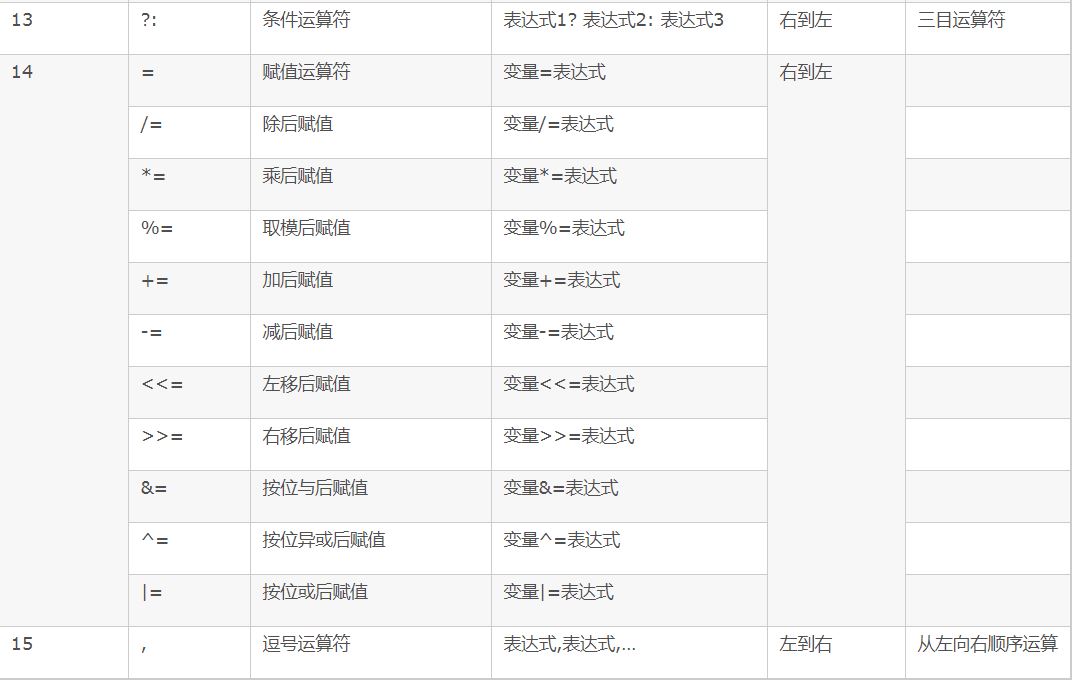 13 ?: 条件运算符 表达式1? 表达式2: 表达式3 右到左 三目运算符
14 = 赋值运算符 变量=表达式 右到左
/= 除后赋值 变量/=表达式
*= 乘后赋值 变量*=表达式
%= 取模后赋值 变量%=表达式
+= 加后赋值 变量+=表达式
-= 减后赋值 变量-=表达式
<<= 左移后赋值 变量<<=表达式
>>= 右移后赋值 变量>>=表达式
&= 按位与后赋值 变量&=表达式
^= 按位异或后赋值 变量^=表达式
|= 按位或后赋值 变量|=表达式
15 , 逗号运算符 表达式,表达式,… 左到右 从左向右顺序运算